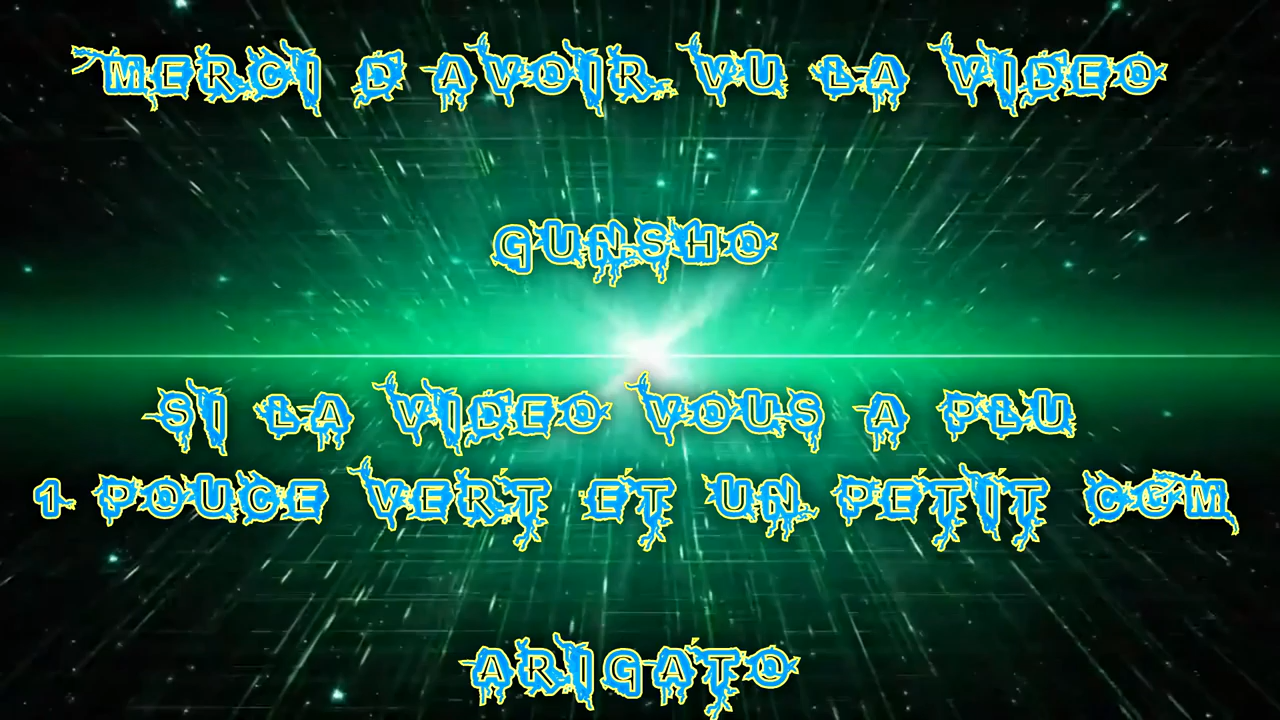 MERCI D AVOIR VU LA VIDEO
GUNSHO
SI LA VIDEO VOUS A PLU
1 POUCE VERT ET UN PETIT COM
ARIGATO